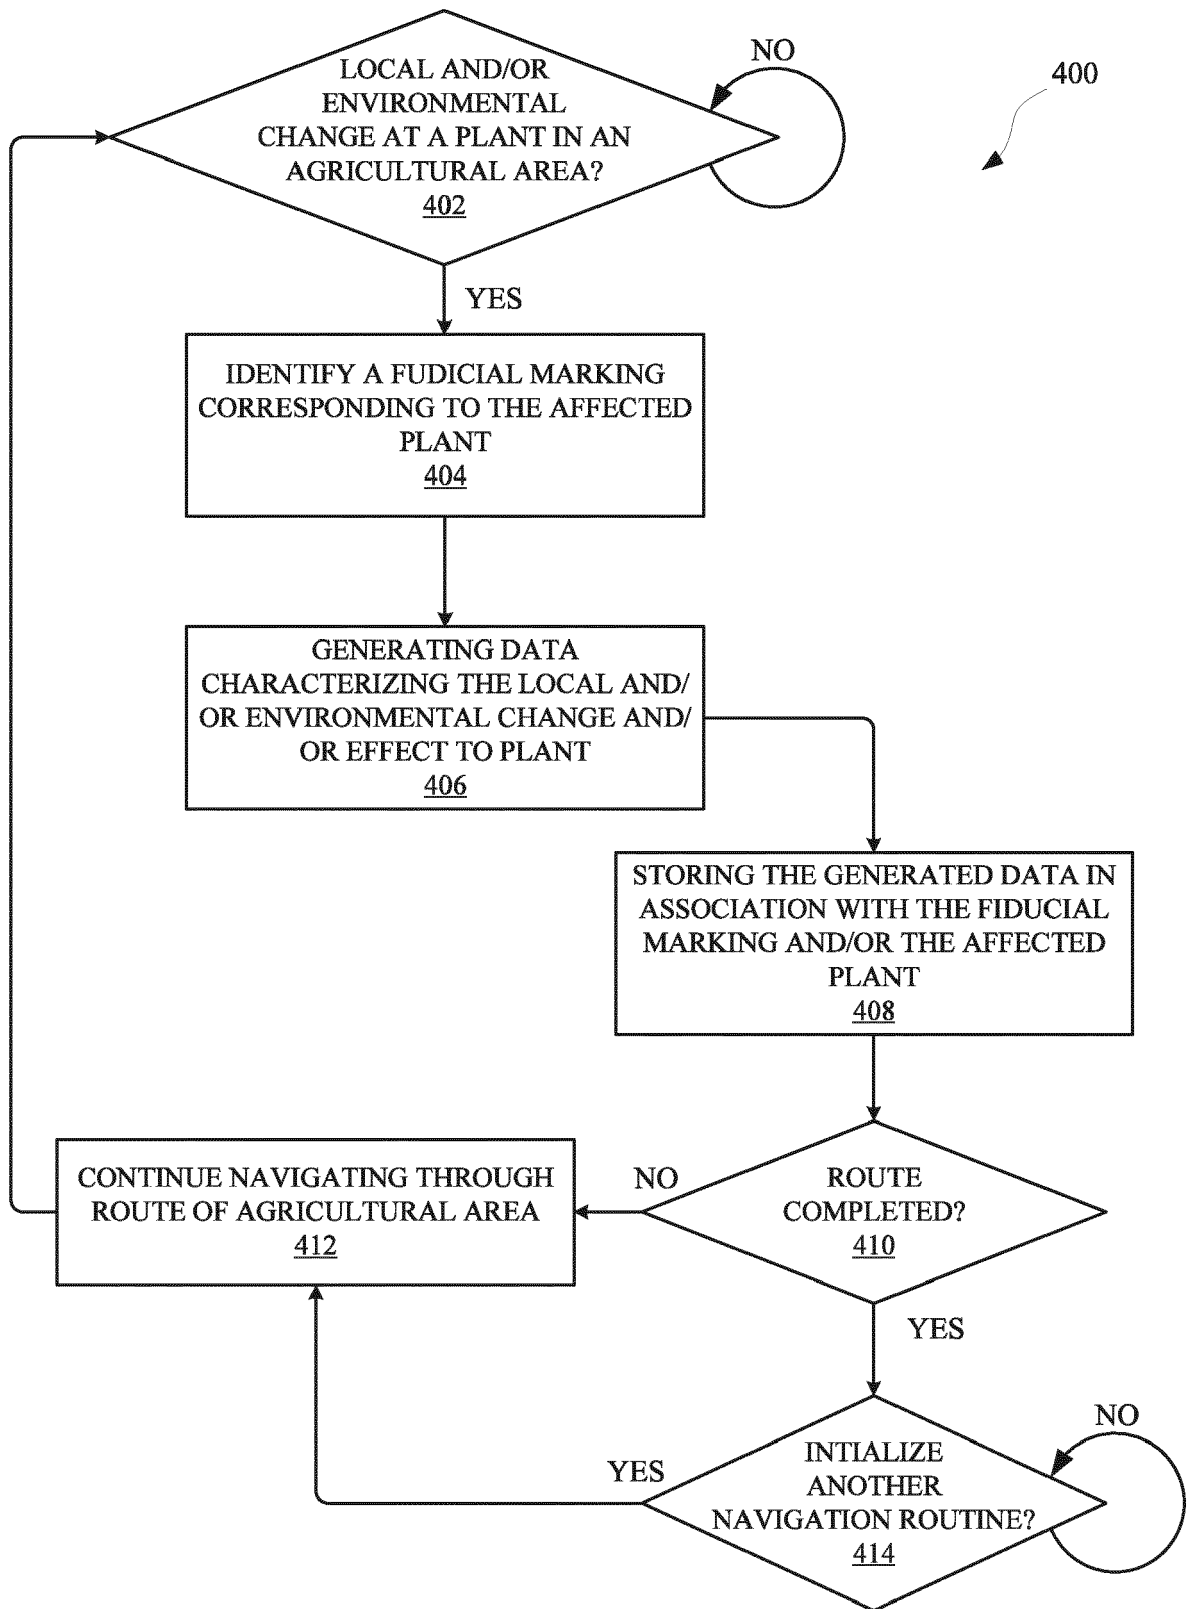 LOCAL AND/OR
ENVIRONMENTAL
CHANGE AT A PLANT IN AN
AGRICULTURAL AREA?
402
NO
400
YES
IDENTIFY A FUDICIAL MARKING
CORRESPONDING TO THE AFFECTED
PLANT
404
GENERATING DATA
CHARACTERIZING THE LOCAL AND/
OR ENVIRONMENTAL CHANGE AND/
OR EFFECT TO PLANT
406
STORING THE GENERATED DATA IN
ASSOCIATION WITH THE FIDUCIAL
MARKING AND/OR THE AFFECTED
PLANT
408
ROUTE
COMPLETED?
410
NO
CONTINUE NAVIGATING THROUGH
ROUTE OF AGRICULTURAL AREA
412
YES
INTIALIZE
ANOTHER
NAVIGATION ROUTINE?
414
YES
NO